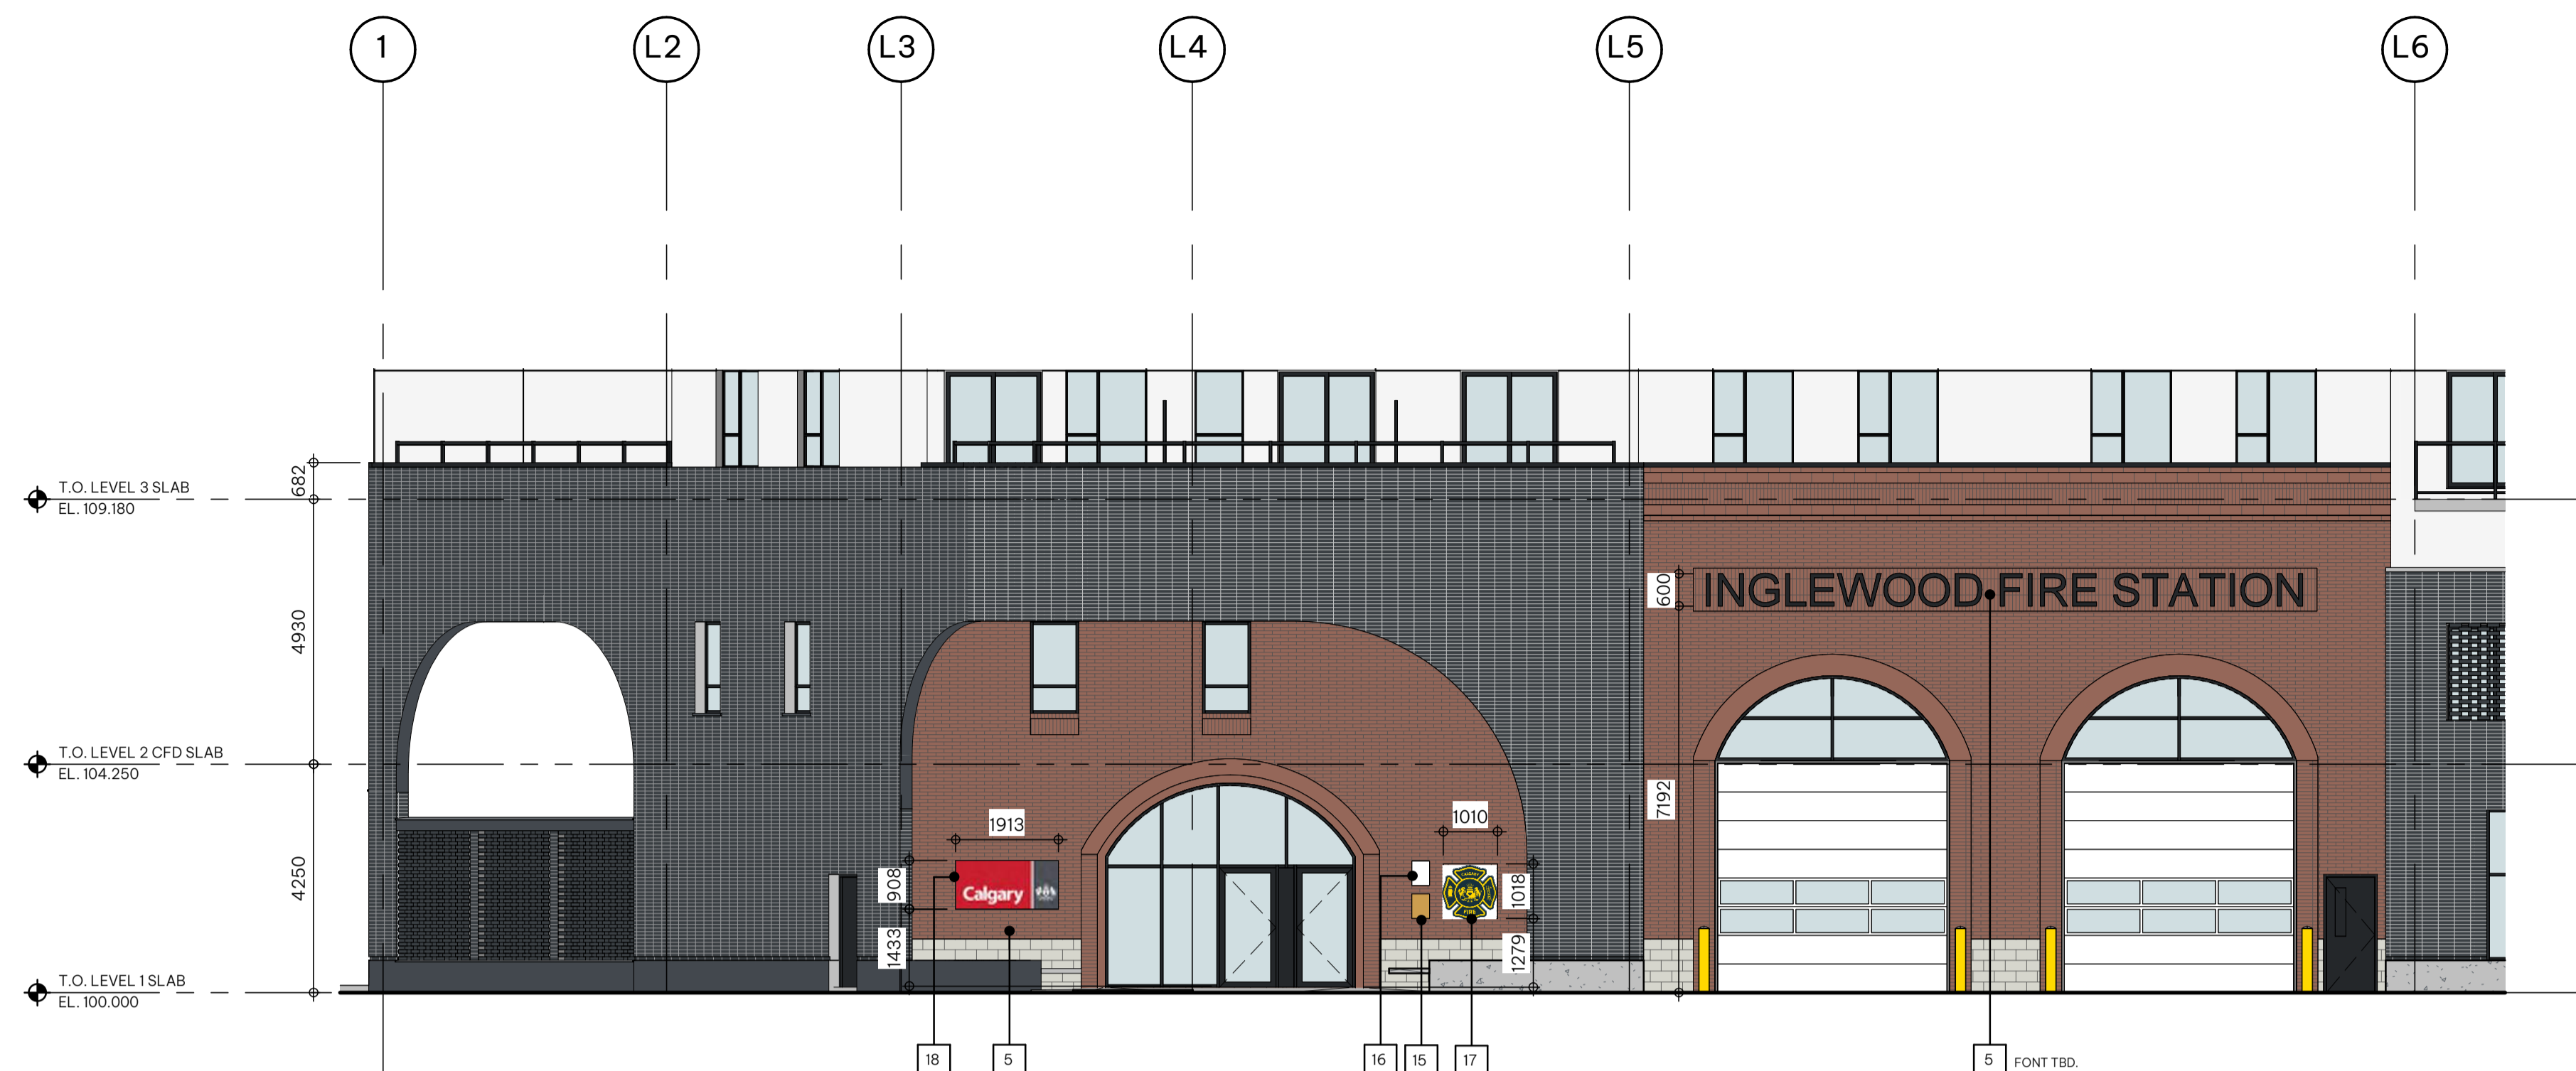 1 L2 L3 L4 L5 L6
682
T.O. LEVEL 3 SLAB
EL. 109.180
4930
600
INGLEWOOD FIRE STATION
T.O. LEVEL 2 CFD SLAB
EL. 104.250
7192
1913
1010
4250
908
Calgary
1018
CALGARY
FIRE
1433
1279
T.O. LEVEL 1 SLAB
EL. 100.000
18 5 16 15 17 5 FONT TBD.